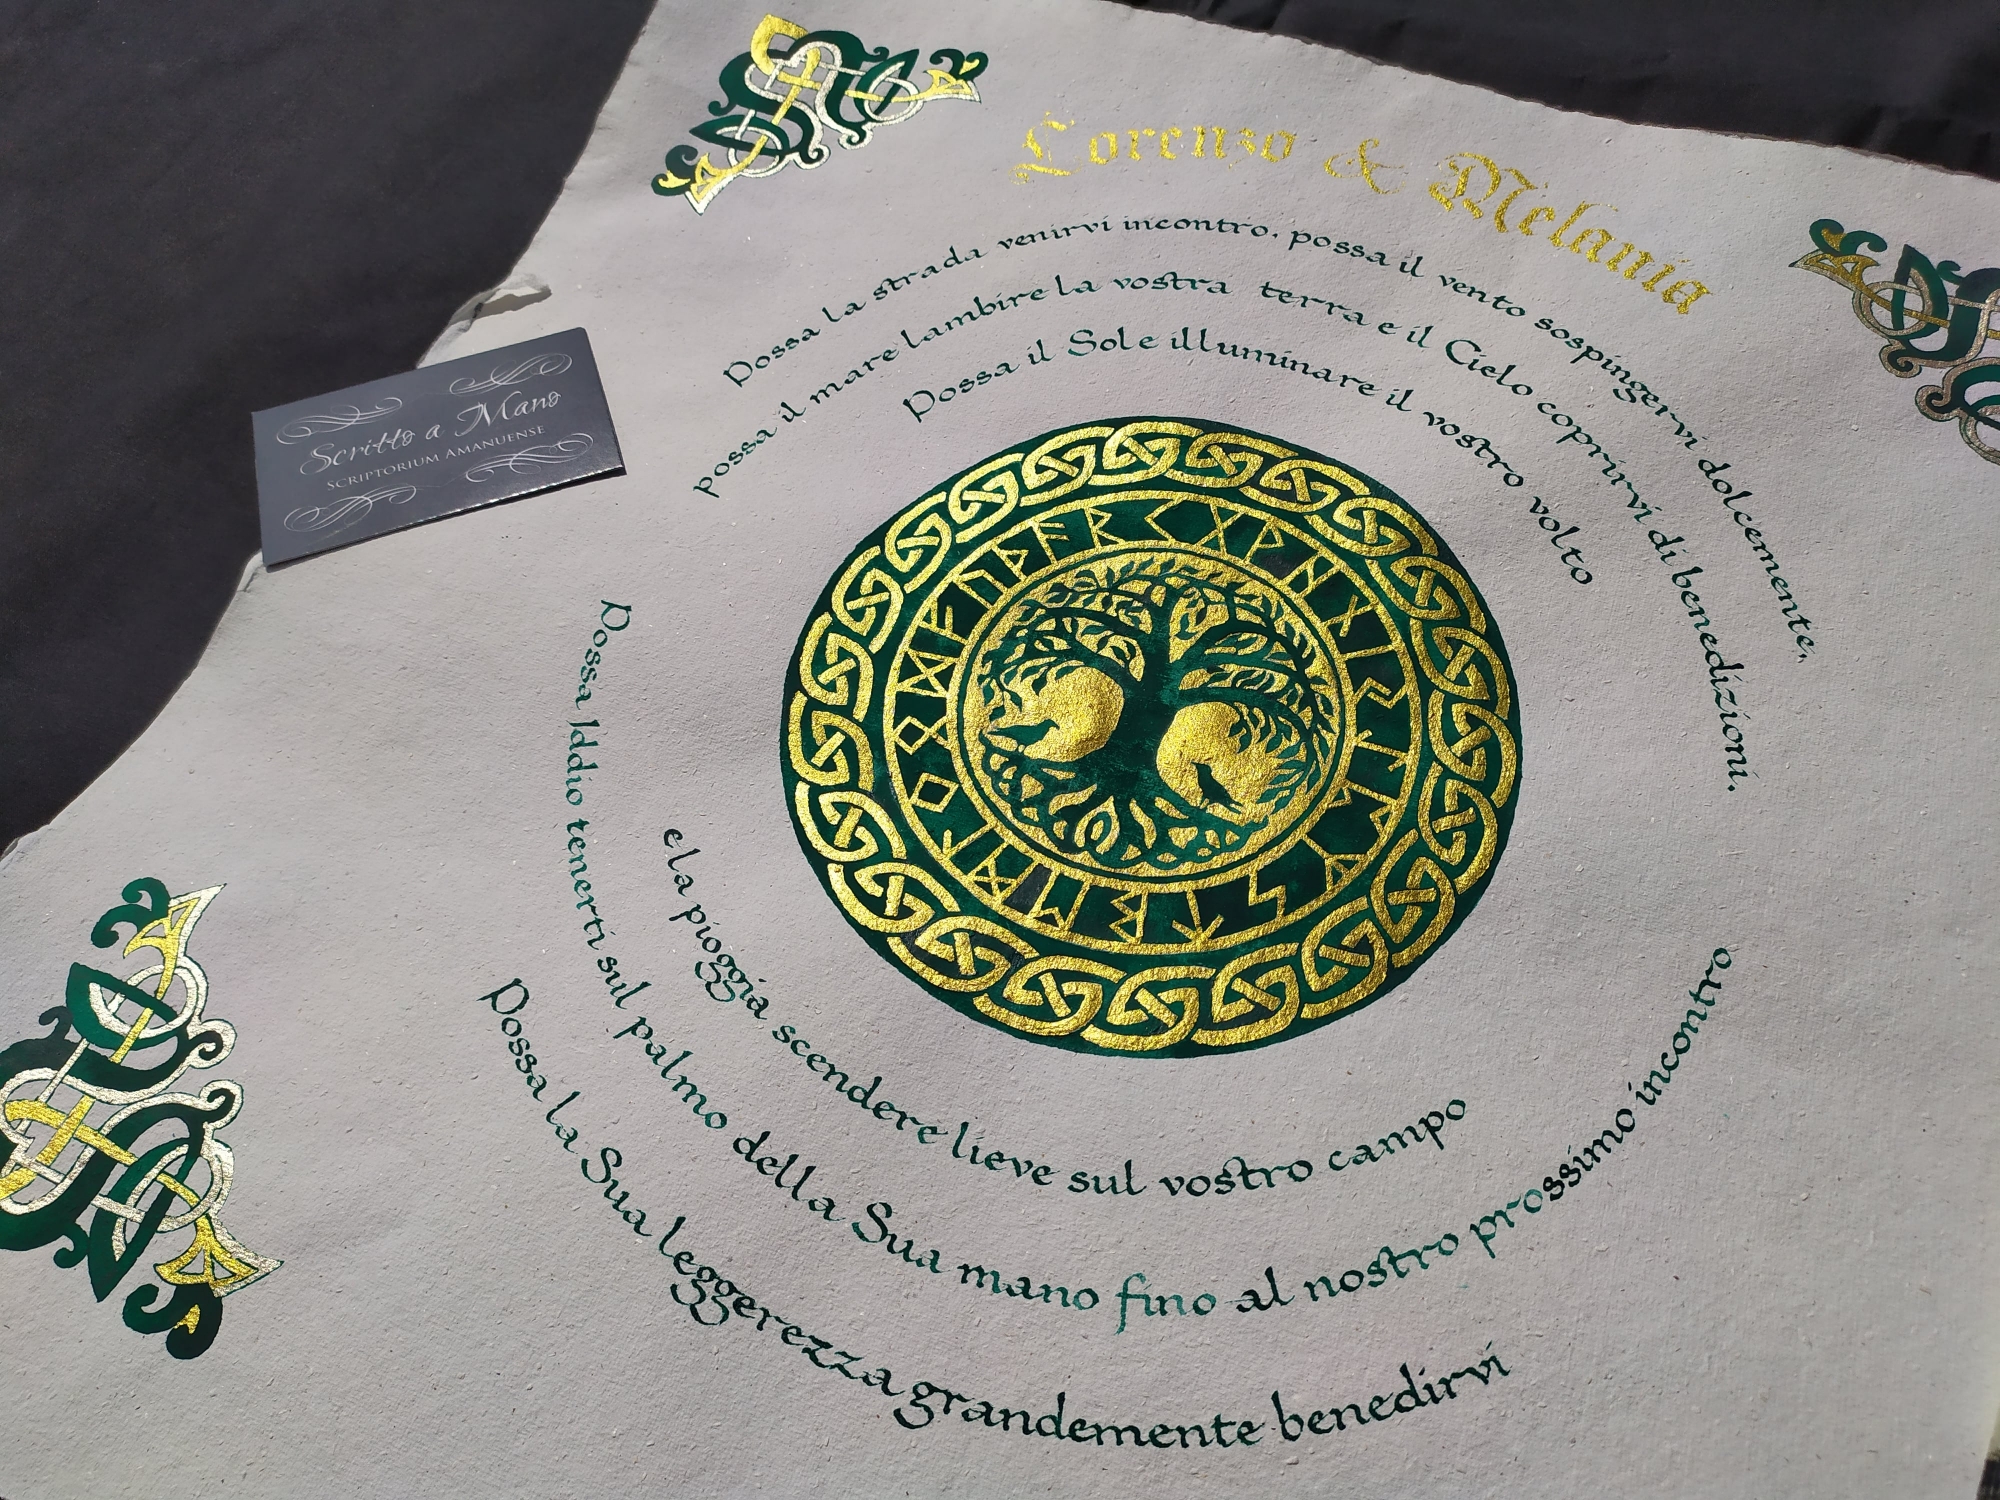 Lorenzo & Melania
Possa la strada venirvi incontro, possa il vento sospingervi dolcemente,
possa il mare lambire la vostra terra e il Cielo coprirvi di benedizioni.
Possa il Sole illuminare il vostro volto
e la pioggia scendere lieve sul vostro campo
Possa Iddio tenerti sul palmo della Sua mano fino al nostro prossimo incontro
Possa la Sua leggerezza grandemente benedirvi
Scritto a Mano
SCRIPTORIUM AMANUENSE
ᚠᚢᚦᚨᚱᚲᚷᚹᚺᚾᛁᛃᛇᛈᛉᛊᛏᛒᛖᛗᛚᛜᛟᛞ